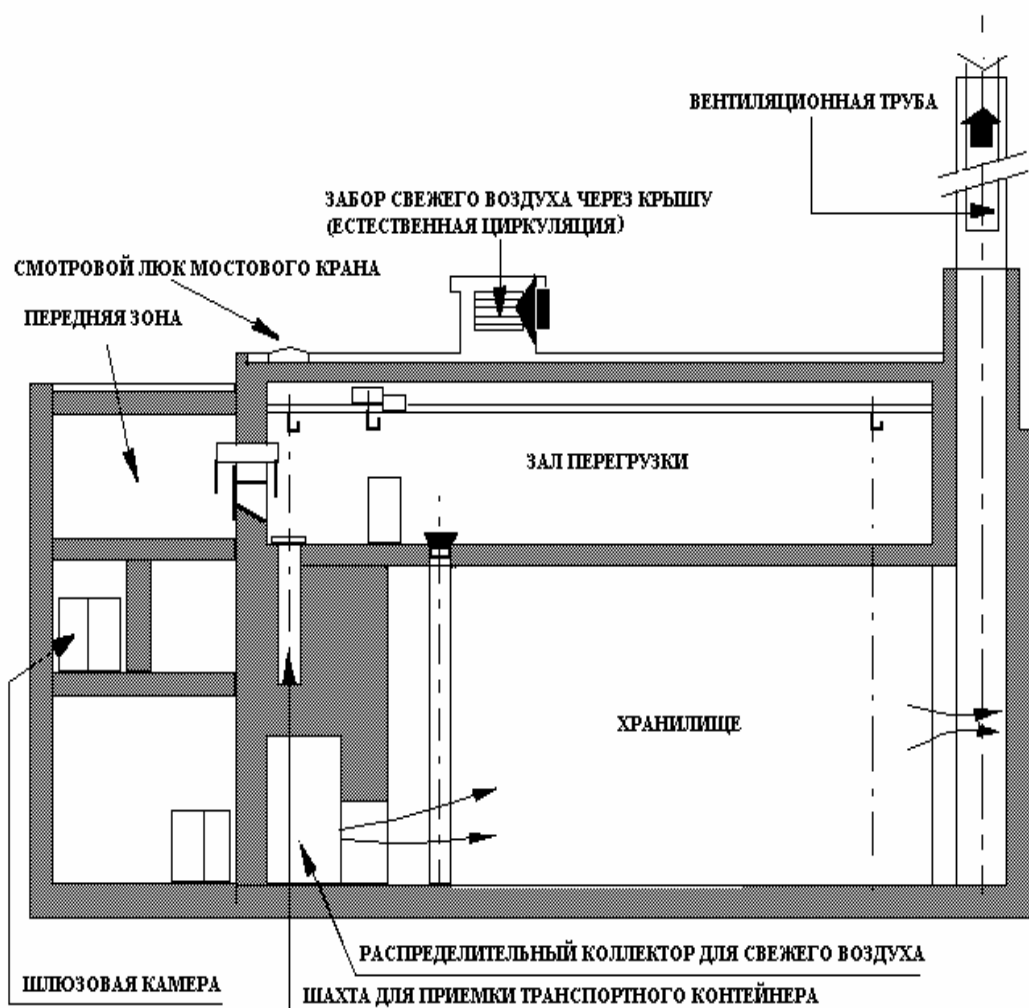 ВЕНТИЛЯЦИОННАЯ ТРУБА
ЗАБОР СВЕЖЕГО ВОЗДУХА ЧЕРЕЗ КРЫШУ
(ЕСТЕСТВЕННАЯ ЦИРКУЛЯЦИЯ)
СМОТРОВОЙ ЛЮК МОСТОВОГО КРАНА
ПЕРЕДНЯЯ ЗОНА
ЗАЛ ПЕРЕГРУЗКИ
ХРАНИЛИЩЕ
РАСПРЕДЕЛИТЕЛЬНЫЙ КОЛЛЕКТОР ДЛЯ СВЕЖЕГО ВОЗДУХА
ШЛЮЗОВАЯ КАМЕРА
ШАХТА ДЛЯ ПРИЕМКИ ТРАНСПОРТНОГО КОНТЕЙНЕРА